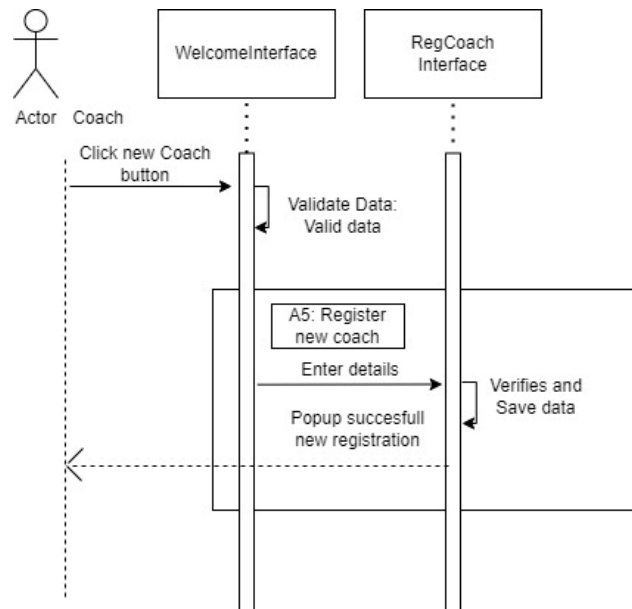 WelcomeInterface
RegCoach
Interface
Actor Coach
Click new Coach
button
Validate Data:
Valid data
A5: Register
new coach
Enter details
Verifies and
Save data
Popup succesfull
new registration